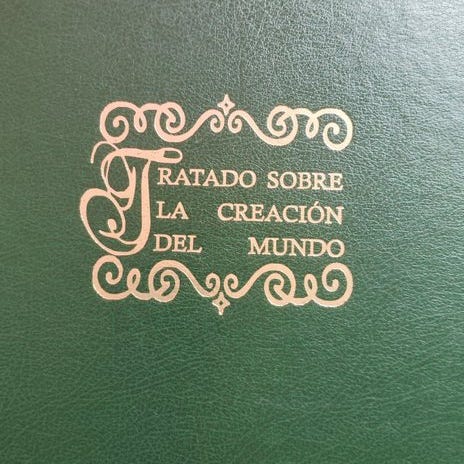 TRATADO SOBRE
LA CREACIÓN
DEL MUNDO